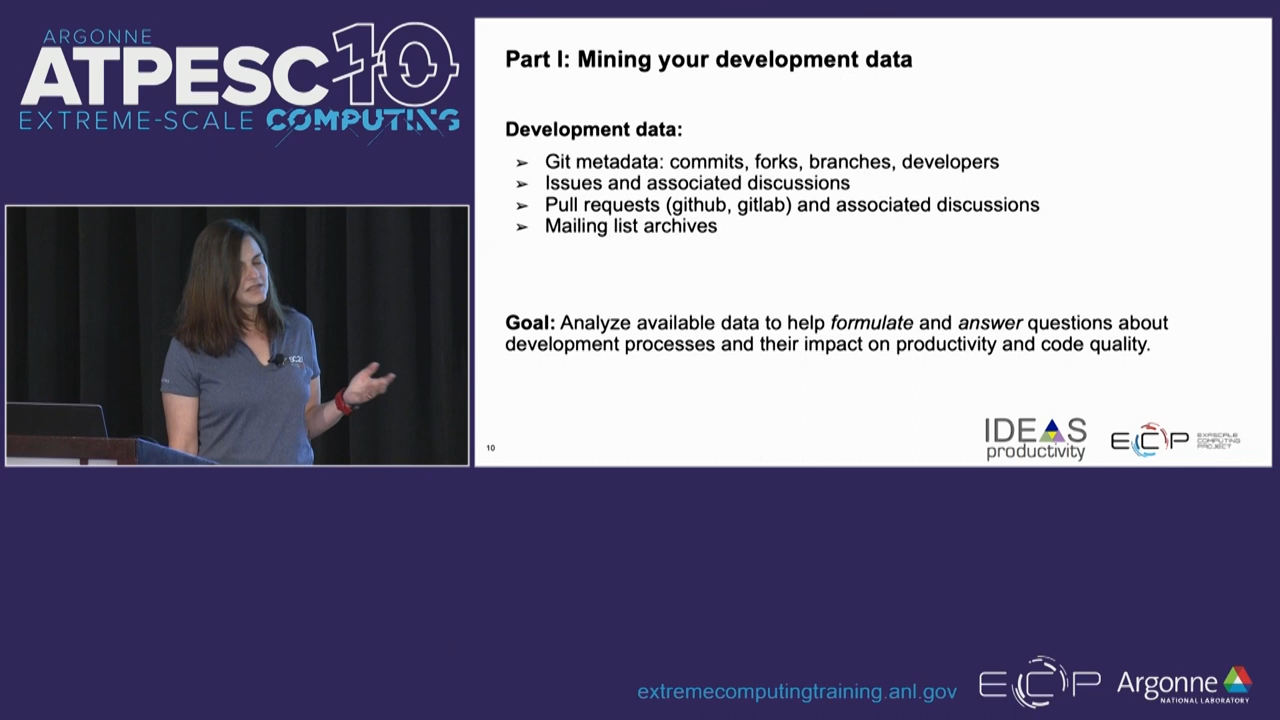 ARGONNE
ATPESC10
EXTREME-SCALE COMPUTING
Part I: Mining your development data
Development data:
➢ Git metadata: commits, forks, branches, developers
➢ Issues and associated discussions
➢ Pull requests (github, gitlab) and associated discussions
➢ Mailing list archives
Goal: Analyze available data to help formulate and answer questions about
development processes and their impact on productivity and code quality.
10
IDEAS
productivity
ECP
EXASCALE
COMPUTING
PROJECT
extremecomputingtraining.anl.gov
ECP
Argonne
NATIONAL LABORATORY